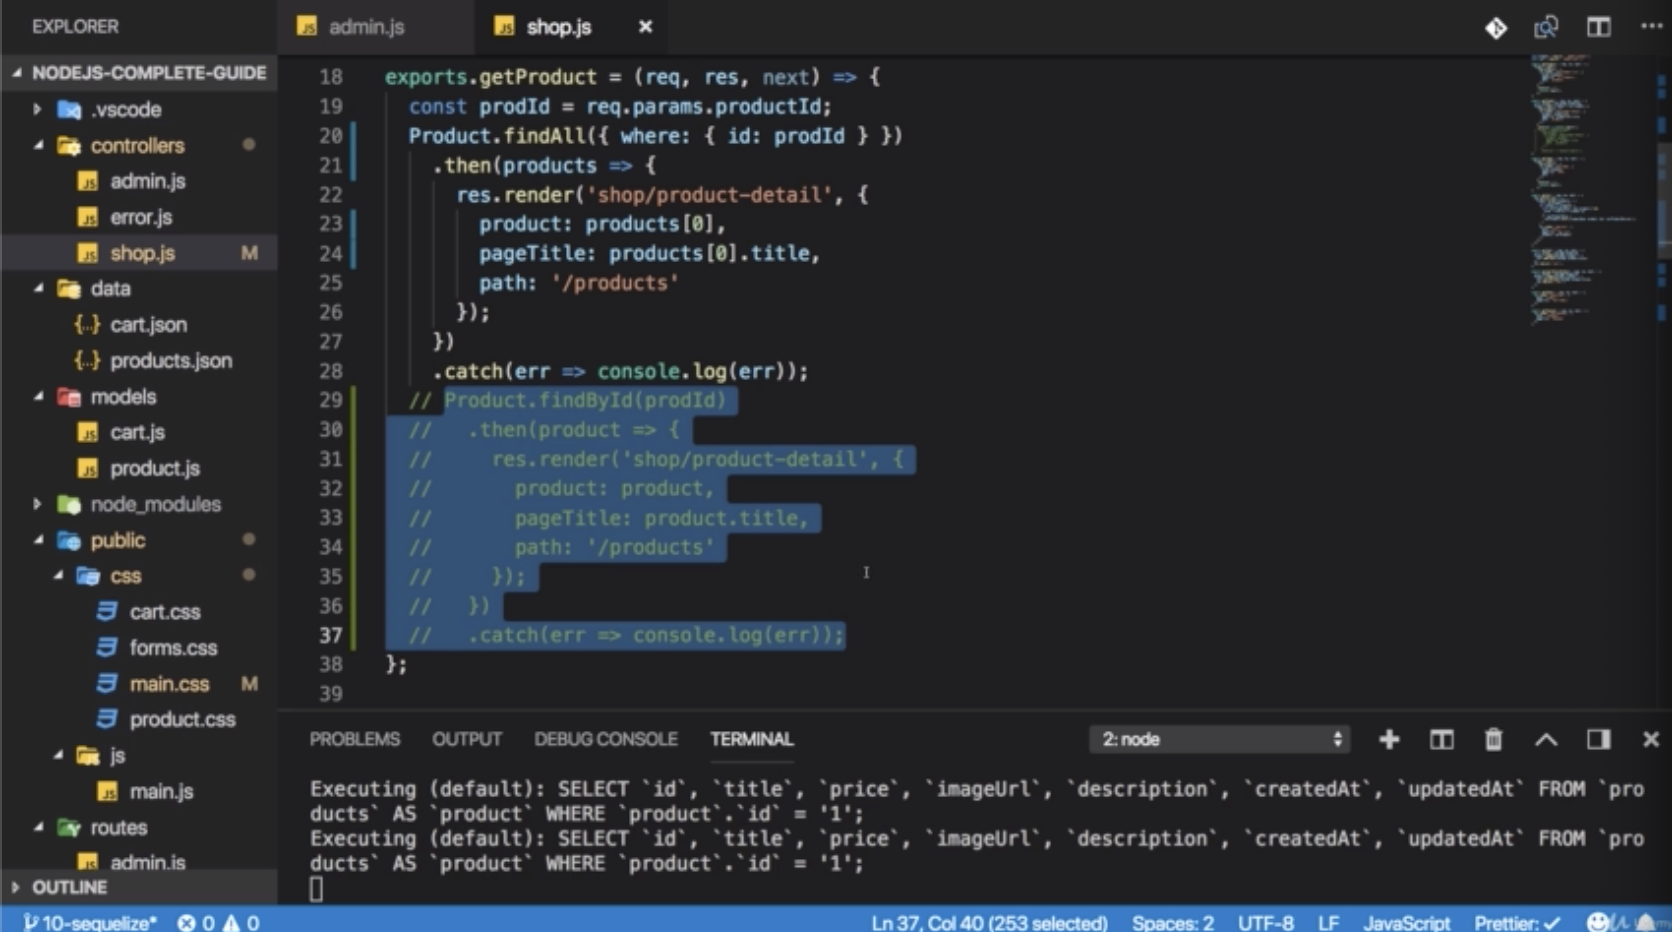 EXPLORER
admin.js
shop.js
NODEJS-COMPLETE-GUIDE
.vscode
controllers
admin.js
error.js
shop.js M
data
cart.json
products.json
models
cart.js
product.js
node_modules
public
css
cart.css
forms.css
main.css M
product.css
js
main.js
routes
admin.js
OUTLINE
18 exports.getProduct = (req, res, next) => {
19 const prodId = req.params.productId;
20 Product.findAll({ where: { id: prodId } })
21 .then(products => {
22 res.render('shop/product-detail', {
23 product: products[0],
24 pageTitle: products[0].title,
25 path: '/products'
26 });
27 })
28 .catch(err => console.log(err));
29 // Product.findById(prodId)
30 // .then(product => {
31 // res.render('shop/product-detail', {
32 // product: product,
33 // pageTitle: product.title,
34 // path: '/products'
35 // });
36 // })
37 // .catch(err => console.log(err));
38 };
39
PROBLEMS OUTPUT DEBUG CONSOLE TERMINAL 2: node
Executing (default): SELECT `id`, `title`, `price`, `imageUrl`, `description`, `createdAt`, `updatedAt` FROM `pro
ducts` AS `product` WHERE `product`.`id` = '1';
Executing (default): SELECT `id`, `title`, `price`, `imageUrl`, `description`, `createdAt`, `updatedAt` FROM `pro
ducts` AS `product` WHERE `product`.`id` = '1';
10-sequelize* 0 0 Ln 37, Col 40 (253 selected) Spaces: 2 UTF-8 LF JavaScript Prettier: ✓